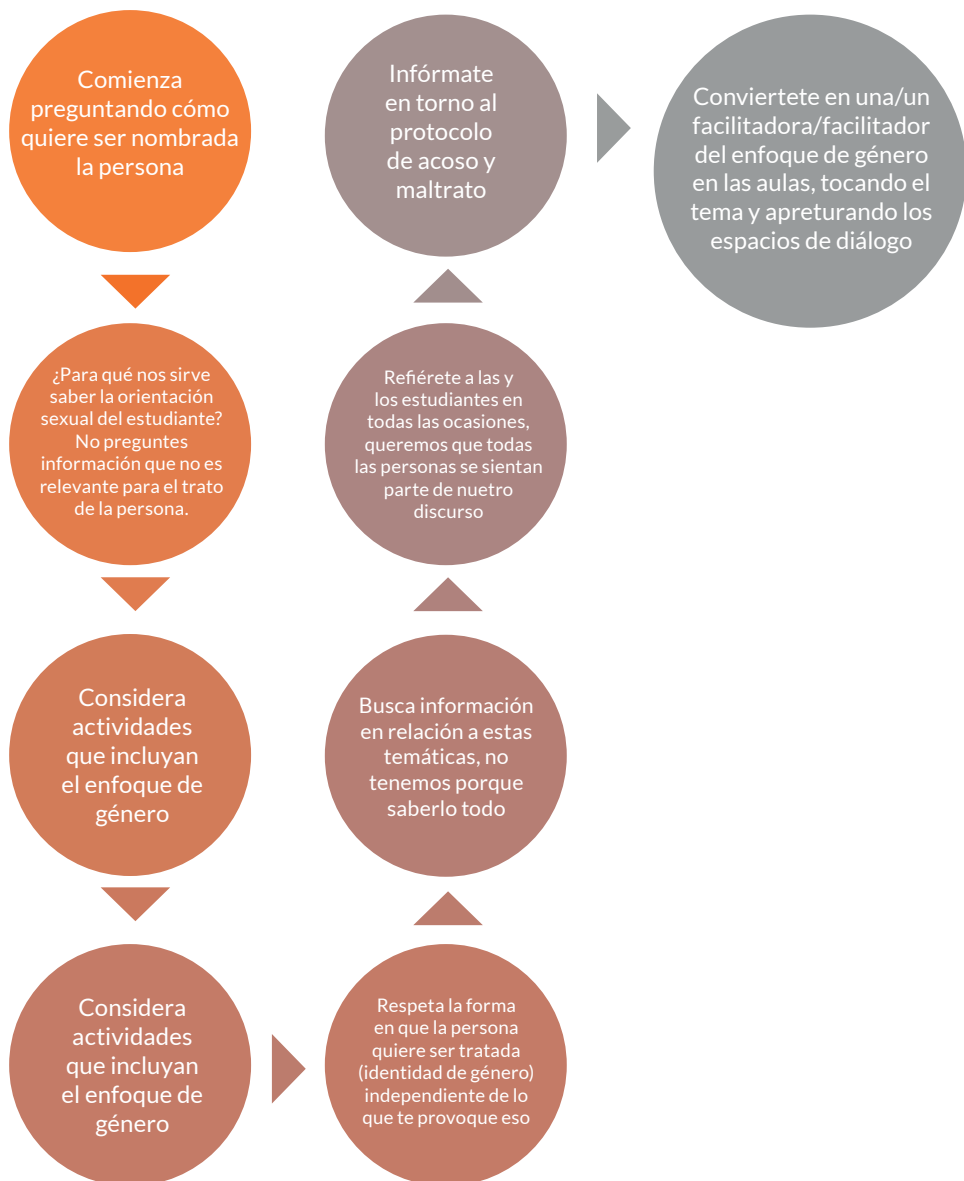 Comienza
preguntando cómo
quiere ser nombrada
la persona
¿Para qué nos sirve
saber la orientación
sexual del estudiante?
No preguntes
información que no es
relevante para el trato
de la persona.
Considera
actividades
que incluyan
el enfoque de
género
Considera
actividades
que incluyan
el enfoque de
género
Respeta la forma
en que la persona
quiere ser tratada
(identidad de género)
independiente de lo
que te provoque eso
Busca información
en relación a estas
temáticas, no
tenemos porque
saberlo todo
Refiérete a las y
los estudiantes en
todas las ocasiones,
queremos que todas
las personas se sientan
parte de nuetro
discurso
Infórmate
en torno al
protocolo
de acoso y
maltrato
Conviertete en una/un
facilitadora/facilitador
del enfoque de género
en las aulas, tocando el
tema y apreturando los
espacios de diálogo